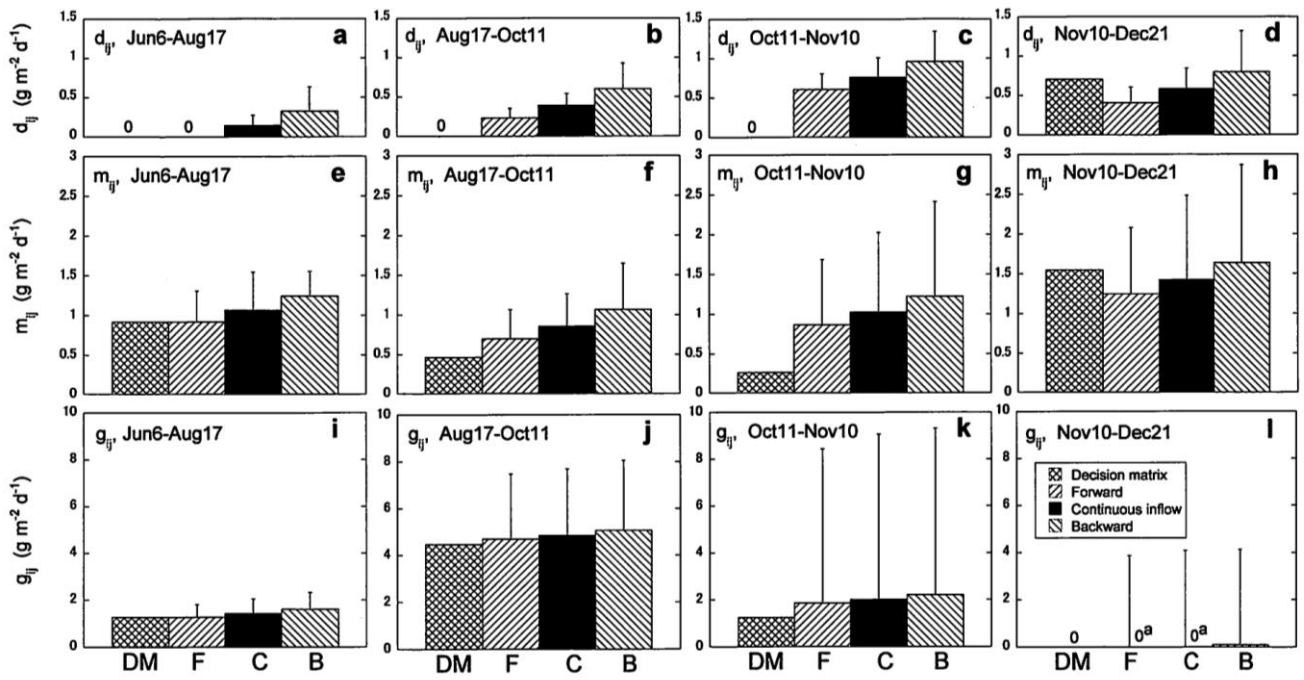 d_ij, Jun6-Aug17 a
d_ij, Aug17-Oct11 b
d_ij, Oct11-Nov10 c
d_ij, Nov10-Dec21 d
d_ij (g m-2 d-1)
1.5 1 0.5 0
1.5 1 0.5 0
1.5 1 0.5 0
1.5 1 0.5 0
0 0
0
0
m_ij, Jun6-Aug17 e
m_ij, Aug17-Oct11 f
m_ij, Oct11-Nov10 g
m_ij, Nov10-Dec21 h
m_ij (g m-2 d-1)
3 2.5 2 1.5 1 0.5 0
3 2.5 2 1.5 1 0.5 0
3 2.5 2 1.5 1 0.5 0
3 2.5 2 1.5 1 0.5 0
g_ij, Jun6-Aug17 i
g_ij, Aug17-Oct11 j
g_ij, Oct11-Nov10 k
g_ij, Nov10-Dec21 l
g_ij (g m-2 d-1)
10 8 6 4 2 0
10 8 6 4 2 0
10 8 6 4 2 0
10 8 6 4 2 0
Decision matrix
Forward
Continuous inflow
Backward
0 0a 0a
DM F C B
DM F C B
DM F C B
DM F C B